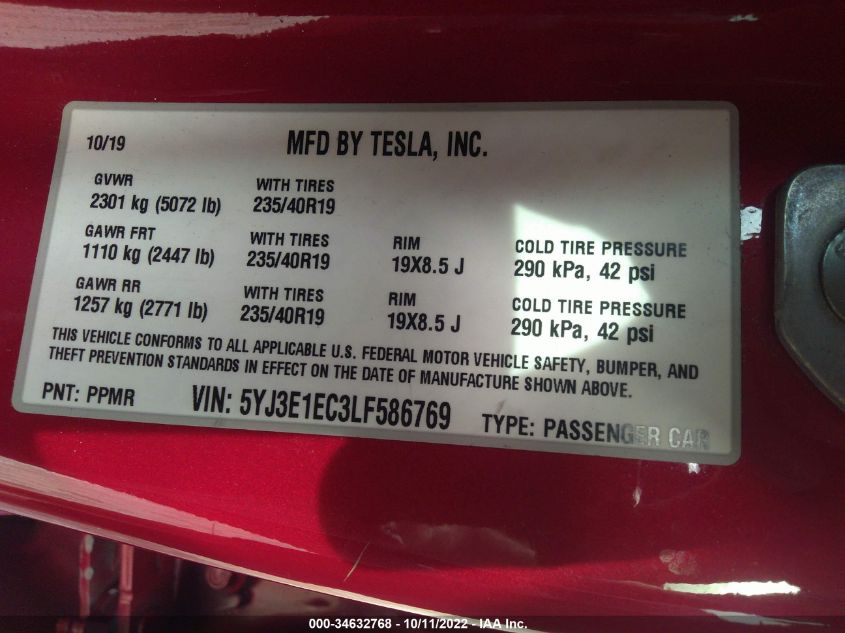 10/19 MFD BY TESLA, INC.
GVWR WITH TIRES
2301 kg (5072 lb) 235/40R19
GAWR FRT WITH TIRES RIM COLD TIRE PRESSURE
1110 kg (2447 lb) 235/40R19 19X8.5 J 290 kPa, 42 psi
GAWR RR WITH TIRES RIM COLD TIRE PRESSURE
1257 kg (2771 lb) 235/40R19 19X8.5 J 290 kPa, 42 psi
THIS VEHICLE CONFORMS TO ALL APPLICABLE U.S. FEDERAL MOTOR VEHICLE SAFETY, BUMPER, AND
THEFT PREVENTION STANDARDS IN EFFECT ON THE DATE OF MANUFACTURE SHOWN ABOVE.
PNT: PPMR VIN: 5YJ3E1EC3LF586769 TYPE: PASSENGER CAR
000-34632768 - 10/11/2022 - IAA Inc.